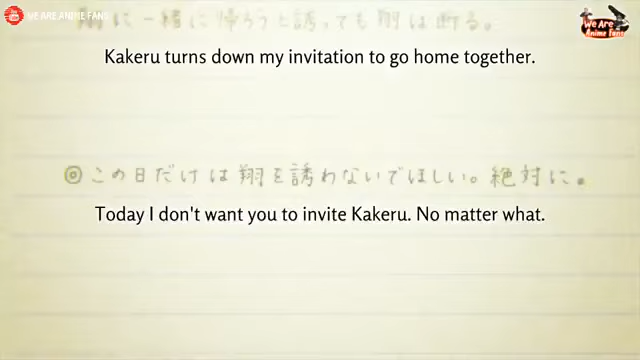 WE ARE ANIME FANS
We Are
Anime Fans
前に一緒に帰ろうと誘っても翔は断る。
Kakeru turns down my invitation to go home together.
◎この日だけは翔を誘わないでほしい。絶対に。
Today I don't want you to invite Kakeru. No matter what.